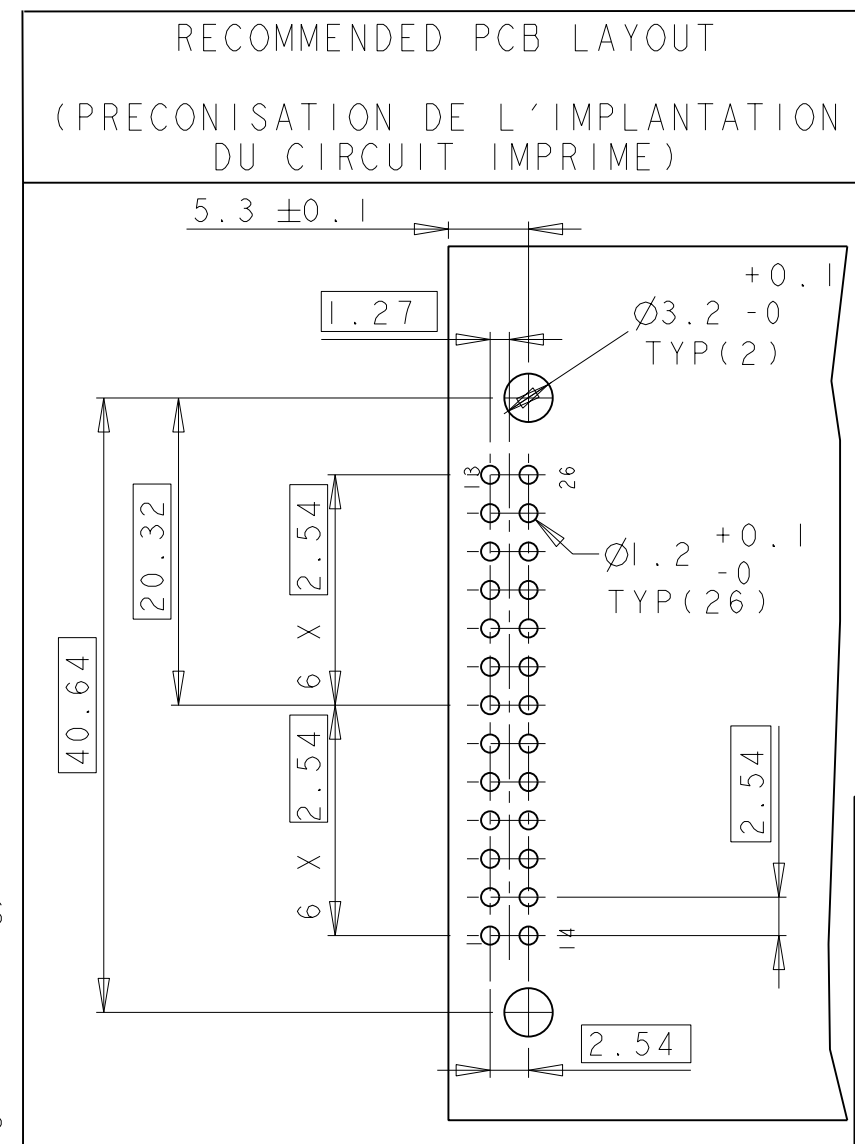 RECOMMENDED PCB LAYOUT
(PRECONISATION DE L'IMPLANTATION
DU CIRCUIT IMPRIME)
5.3 ±0.1
1.27
+0.1
Ø3.2 -0
TYP(2)
13
26
20.32
40.64
6 X 2.54
6 X 2.54
+0.1
Ø1.2
-0
TYP(26)
2.54
1
14
2.54